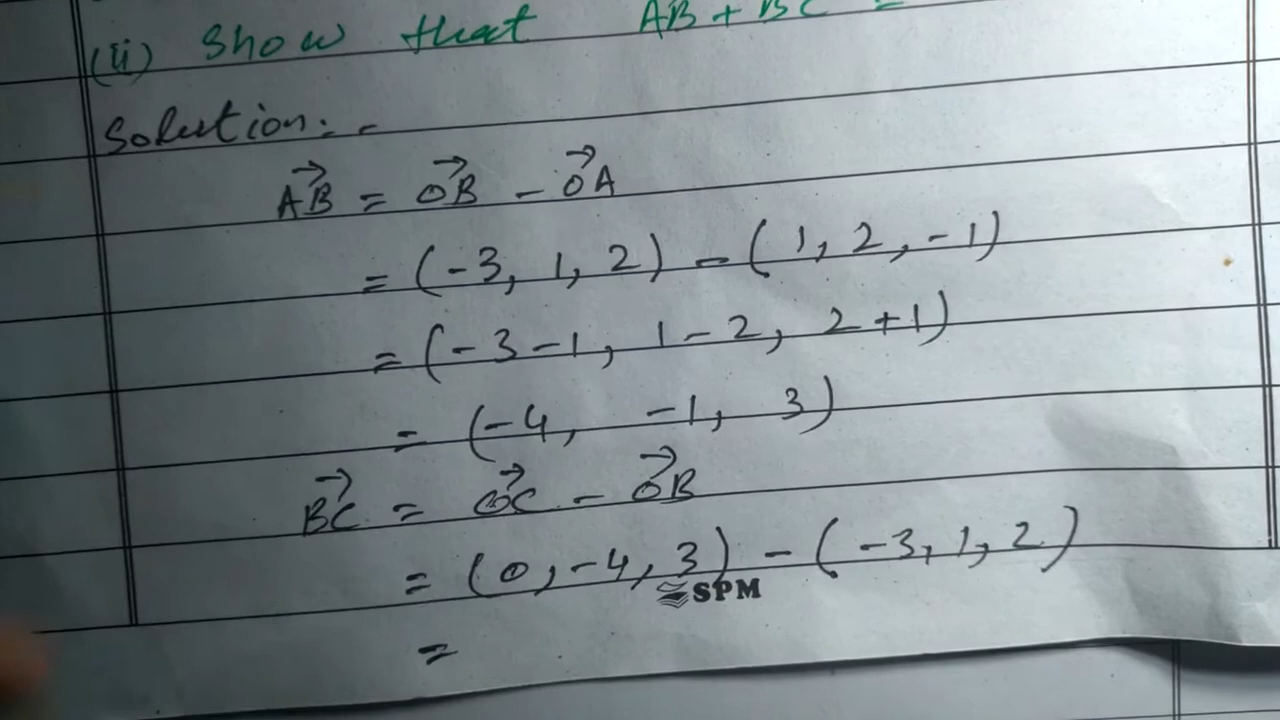 (ii) Show that AB + BC =
Solution: -
→AB = →OB - →OA
= (-3, 1, 2) - (1, 2, -1)
= (-3-1, 1-2, 2+1)
= (-4, -1, 3)
→BC = →OC - →OB
= (0, -4, 3) - (-3, 1, 2)
SPM
=